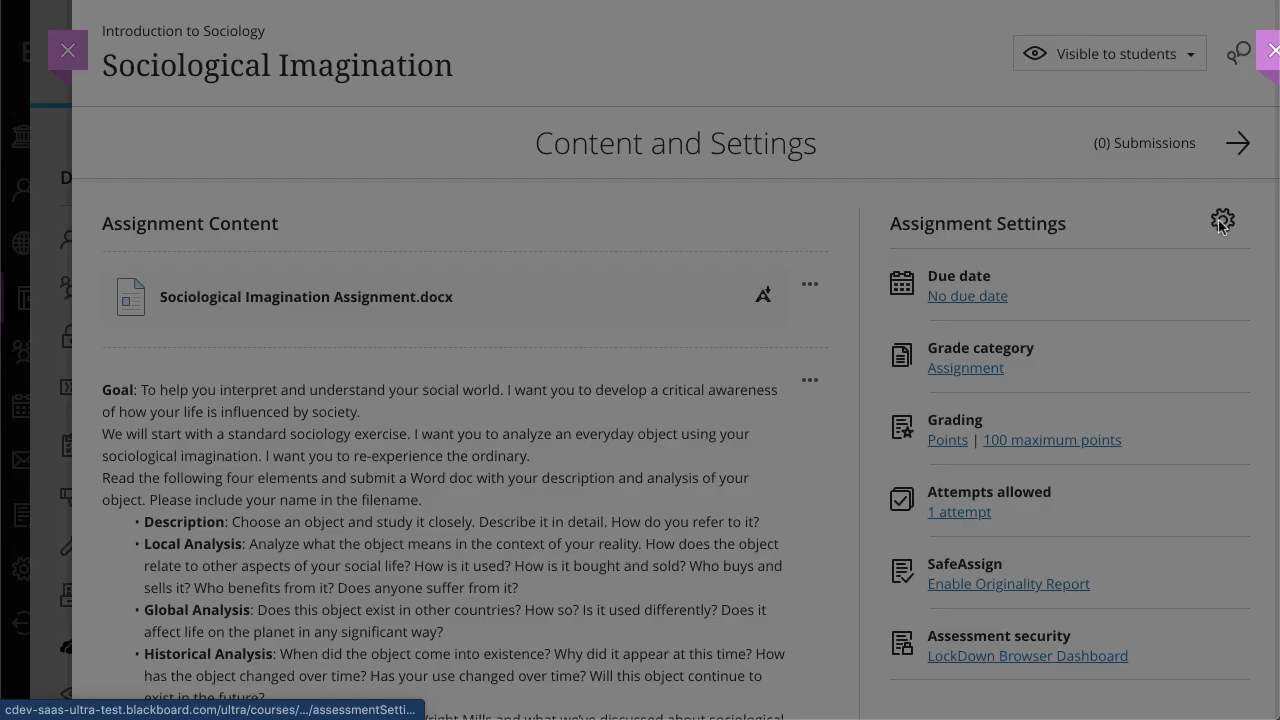 Introduction to Sociology
Sociological Imagination
Visible to students
Content and Settings
(0) Submissions
Assignment Content
Sociological Imagination Assignment.docx
Goal: To help you interpret and understand your social world. I want you to develop a critical awareness
of how your life is influenced by society.
We will start with a standard sociology exercise. I want you to analyze an everyday object using your
sociological imagination. I want you to re-experience the ordinary.
Read the following four elements and submit a Word doc with your description and analysis of your
object. Please include your name in the filename.
• Description: Choose an object and study it closely. Describe it in detail. How do you refer to it?
• Local Analysis: Analyze what the object means in the context of your reality. How does the object
relate to other aspects of your social life? How is it used? How is it bought and sold? Who buys and
sells it? Who benefits from it? Does anyone suffer from it?
• Global Analysis: Does this object exist in other countries? How so? Is it used differently? Does it
affect life on the planet in any significant way?
• Historical Analysis: When did the object come into existence? Why did it appear at this time? How
has the object changed over time? Has your use changed over time? Will this object continue to
exist in the future?
Wright Mills and what we've discussed about sociological
Assignment Settings
Due date
No due date
Grade category
Assignment
Grading
Points | 100 maximum points
Attempts allowed
1 attempt
SafeAssign
Enable Originality Report
Assessment security
LockDown Browser Dashboard
cdev-saas-ultra-test.blackboard.com/ultra/courses/.../assessmentSetti...
D